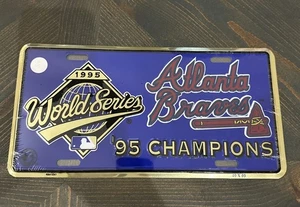 1995
World Series
Atlanta
Braves
'95 CHAMPIONS